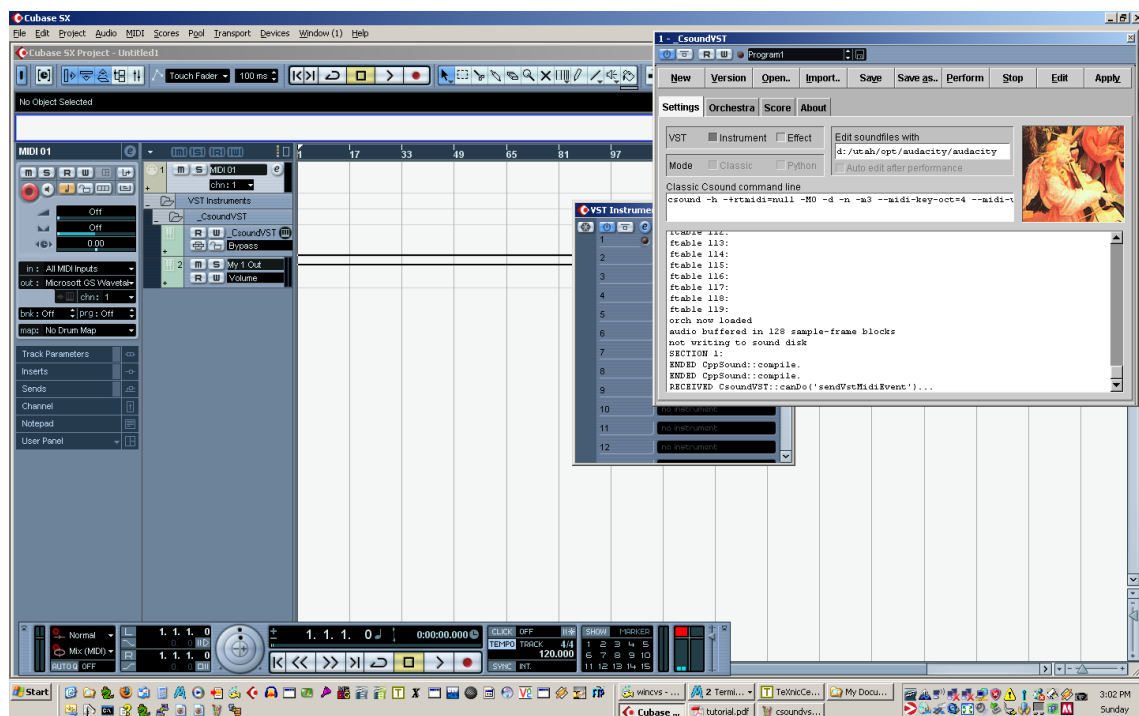 Cubase SX
File Edit Project Audio MIDI Scores Pool Transport Devices Window (1) Help
Cubase SX Project - Untitled1
Touch Fader 100 ms
No Object Selected
MIDI 01
1 17 33 49 65 81 97
Off
Off
0.00
in : All MIDI Inputs
out : Microsoft GS Wavetal
chn: 1
bnk : Off prg : Off
map: No Drum Map
Track Parameters
Inserts
Sends
Channel
Notepad
User Panel
1 m S MIDI 01
chn: 1
VST Instruments
_CsoundVST
R W _CsoundVST
Bypass
2 m S My 1 Out
R W Volume
VST Instrume
1
2
3
4
5
6
7
8
9
10 no instrument
11 no instrument
12 no instrument
1 - _CsoundVST
R W Program1
New Version Open.. Import.. Save Save as.. Perform Stop Edit Apply
Settings Orchestra Score About
VST Instrument Effect
Mode Classic Python
Edit soundfiles with
d:/utah/opt/audacity/audacity
Auto edit after performance
Classic Csound command line
csound -h -+rtmidi=null -M0 -d -n -m3 --midi-key-oct=4 --midi-v
ftable 112:
ftable 113:
ftable 114:
ftable 115:
ftable 116:
ftable 117:
ftable 118:
ftable 119:
orch now loaded
audio buffered in 128 sample-frame blocks
not writing to sound disk
SECTION 1:
ENDED CppSound::compile.
ENDED CppSound::compile.
RECEIVED CsoundVST::canDo('sendVstMidiEvent')...
Normal
Mix (MIDI)
AUTO Q OFF
L 1. 1. 1. 0
0 0 I|D
R 1. 1. 1. 0
0 0
1. 1. 1. 0 0:00:00.000
CLICK OFF
TEMPO TRACK 4/4
120.000
SYNC INT.
SHOW MARKER
1 2 3 4 5
6 7 8 9 10
11 12 13 14 15
Start
wincvs - ... 2 Termi... TeXnicCe... My Docu...
Cubase ... tutorial.pdf csoundvs...
3:02 PM
Sunday